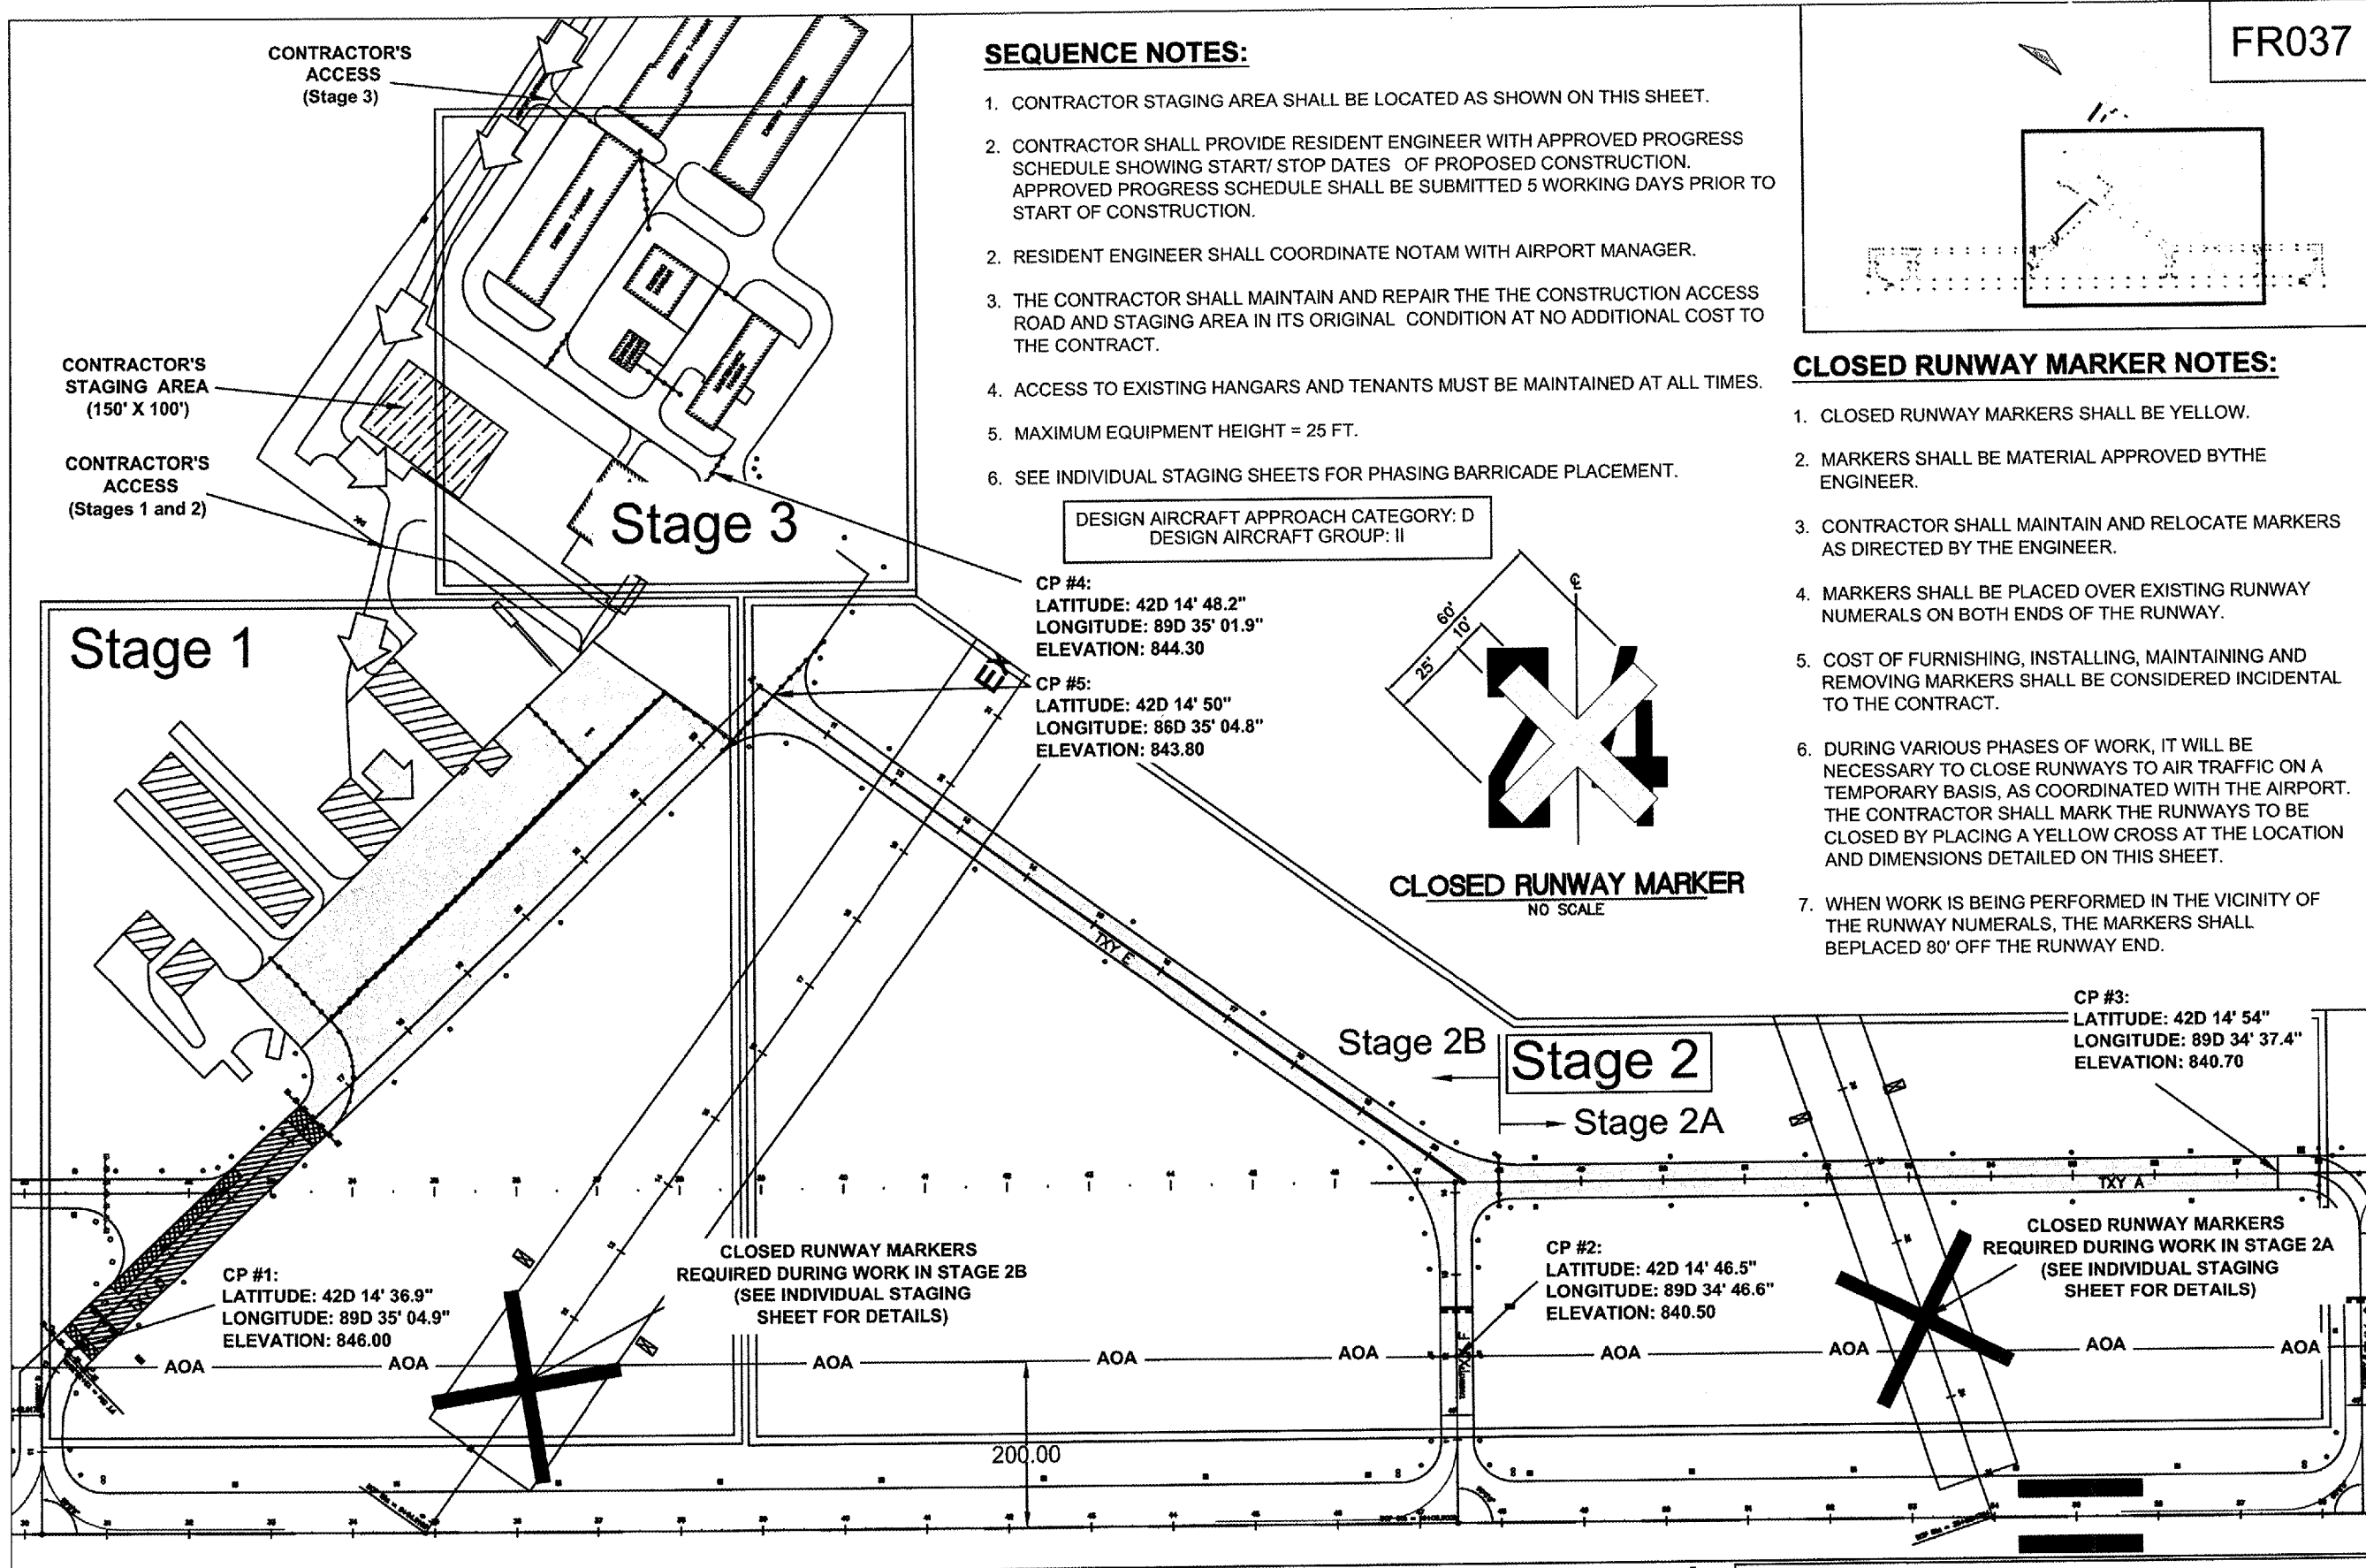 FR037
CONTRACTOR'S
ACCESS
(Stage 3)
CONTRACTOR'S
STAGING AREA
(150' X 100')
CONTRACTOR'S
ACCESS
(Stages 1 and 2)
EXISTING T-HANGAR
EXISTING T-HANGAR
EXISTING T-HANGAR
Stage 3
Stage 1
SEQUENCE NOTES:
1. CONTRACTOR STAGING AREA SHALL BE LOCATED AS SHOWN ON THIS SHEET.
2. CONTRACTOR SHALL PROVIDE RESIDENT ENGINEER WITH APPROVED PROGRESS
SCHEDULE SHOWING START/ STOP DATES OF PROPOSED CONSTRUCTION.
APPROVED PROGRESS SCHEDULE SHALL BE SUBMITTED 5 WORKING DAYS PRIOR TO
START OF CONSTRUCTION.
2. RESIDENT ENGINEER SHALL COORDINATE NOTAM WITH AIRPORT MANAGER.
3. THE CONTRACTOR SHALL MAINTAIN AND REPAIR THE THE CONSTRUCTION ACCESS
ROAD AND STAGING AREA IN ITS ORIGINAL CONDITION AT NO ADDITIONAL COST TO
THE CONTRACT.
4. ACCESS TO EXISTING HANGARS AND TENANTS MUST BE MAINTAINED AT ALL TIMES.
5. MAXIMUM EQUIPMENT HEIGHT = 25 FT.
6. SEE INDIVIDUAL STAGING SHEETS FOR PHASING BARRICADE PLACEMENT.
DESIGN AIRCRAFT APPROACH CATEGORY: D
DESIGN AIRCRAFT GROUP: II
CP #4:
LATITUDE: 42D 14' 48.2"
LONGITUDE: 89D 35' 01.9"
ELEVATION: 844.30
CP #5:
LATITUDE: 42D 14' 50"
LONGITUDE: 86D 35' 04.8"
ELEVATION: 843.80
60'
10'
25'
24
CLOSED RUNWAY MARKER
NO SCALE
CLOSED RUNWAY MARKER NOTES:
1. CLOSED RUNWAY MARKERS SHALL BE YELLOW.
2. MARKERS SHALL BE MATERIAL APPROVED BYTHE
ENGINEER.
3. CONTRACTOR SHALL MAINTAIN AND RELOCATE MARKERS
AS DIRECTED BY THE ENGINEER.
4. MARKERS SHALL BE PLACED OVER EXISTING RUNWAY
NUMERALS ON BOTH ENDS OF THE RUNWAY.
5. COST OF FURNISHING, INSTALLING, MAINTAINING AND
REMOVING MARKERS SHALL BE CONSIDERED INCIDENTAL
TO THE CONTRACT.
6. DURING VARIOUS PHASES OF WORK, IT WILL BE
NECESSARY TO CLOSE RUNWAYS TO AIR TRAFFIC ON A
TEMPORARY BASIS, AS COORDINATED WITH THE AIRPORT.
THE CONTRACTOR SHALL MARK THE RUNWAYS TO BE
CLOSED BY PLACING A YELLOW CROSS AT THE LOCATION
AND DIMENSIONS DETAILED ON THIS SHEET.
7. WHEN WORK IS BEING PERFORMED IN THE VICINITY OF
THE RUNWAY NUMERALS, THE MARKERS SHALL
BEPLACED 80' OFF THE RUNWAY END.
TXY E
Stage 2B
Stage 2
Stage 2A
CP #3:
LATITUDE: 42D 14' 54"
LONGITUDE: 89D 34' 37.4"
ELEVATION: 840.70
TXY A
CP #1:
LATITUDE: 42D 14' 36.9"
LONGITUDE: 89D 35' 04.9"
ELEVATION: 846.00
CLOSED RUNWAY MARKERS
REQUIRED DURING WORK IN STAGE 2B
(SEE INDIVIDUAL STAGING
SHEET FOR DETAILS)
CP #2:
LATITUDE: 42D 14' 46.5"
LONGITUDE: 89D 34' 46.6"
ELEVATION: 840.50
CLOSED RUNWAY MARKERS
REQUIRED DURING WORK IN STAGE 2A
(SEE INDIVIDUAL STAGING
SHEET FOR DETAILS)
AOA AOA AOA AOA AOA AOA AOA AOA AOA
200.00